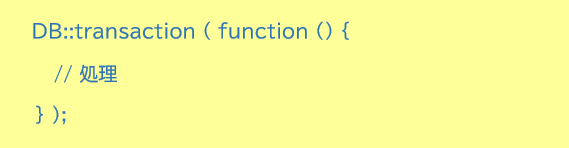 DB::transaction ( function () {
// 処理
} );